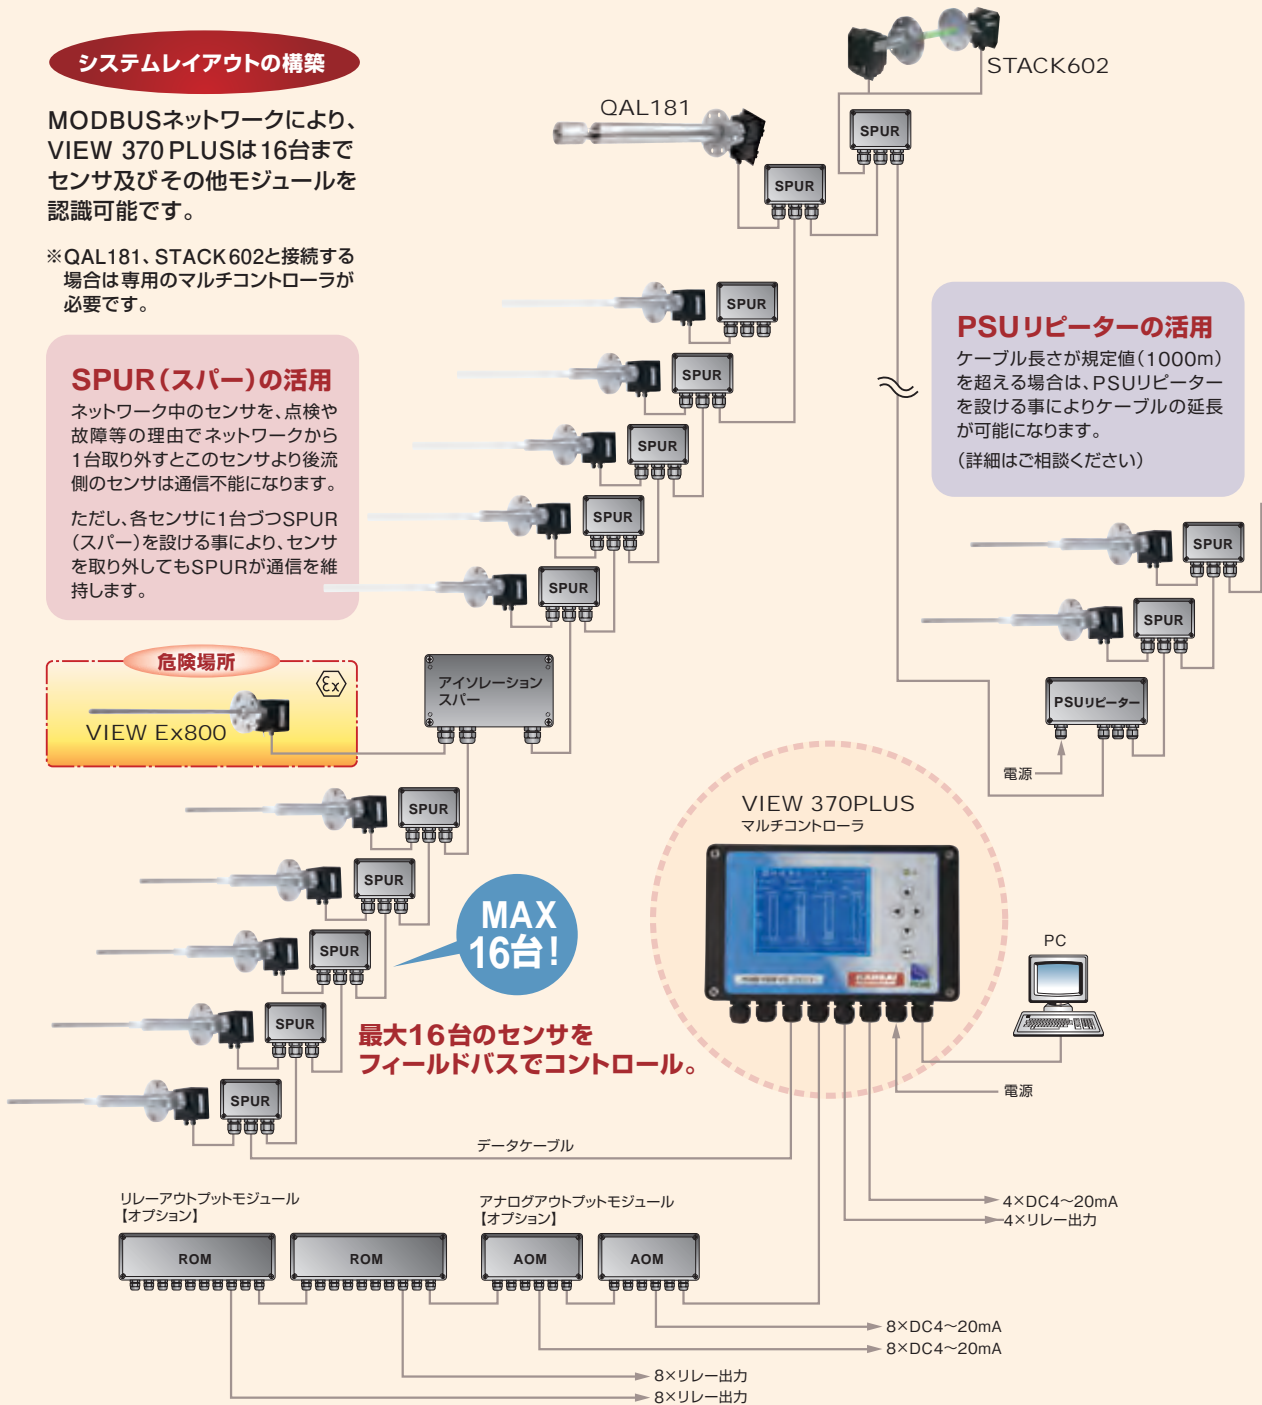 システムレイアウトの構築
MODBUSネットワークにより、
VIEW 370 PLUSは16台まで
センサ及びその他モジュールを
認識可能です。
※QAL181、STACK602と接続する
場合は専用のマルチコントローラが
必要です。
SPUR(スパー)の活用
ネットワーク中のセンサを、点検や
故障等の理由でネットワークから
1台取り外すとこのセンサより後流
側のセンサは通信不能になります。
ただし、各センサに1台づつSPUR
(スパー)を設ける事により、センサ
を取り外してもSPURが通信を維
持します。
STACK602
QAL181
SPUR
SPUR
SPUR
SPUR
SPUR
SPUR
SPUR
PSUリピーターの活用
ケーブル長さが規定値(1000m)
を超える場合は、PSUリピーター
を設ける事によりケーブルの延長
が可能になります。
(詳細はご相談ください)
SPUR
SPUR
PSUリピーター
電源
危険場所
εx
VIEW Ex800
アイソレーション
スパー
SPUR
SPUR
SPUR
SPUR
SPUR
MAX
16台!
最大16台のセンサを
フィールドバスでコントロール。
VIEW 370PLUS
マルチコントローラ
PC
電源
データケーブル
4×DC4〜20mA
4×リレー出力
リレーアウトプットモジュール
【オプション】
アナログアウトプットモジュール
【オプション】
ROM
ROM
AOM
AOM
8×DC4〜20mA
8×DC4〜20mA
8×リレー出力
8×リレー出力